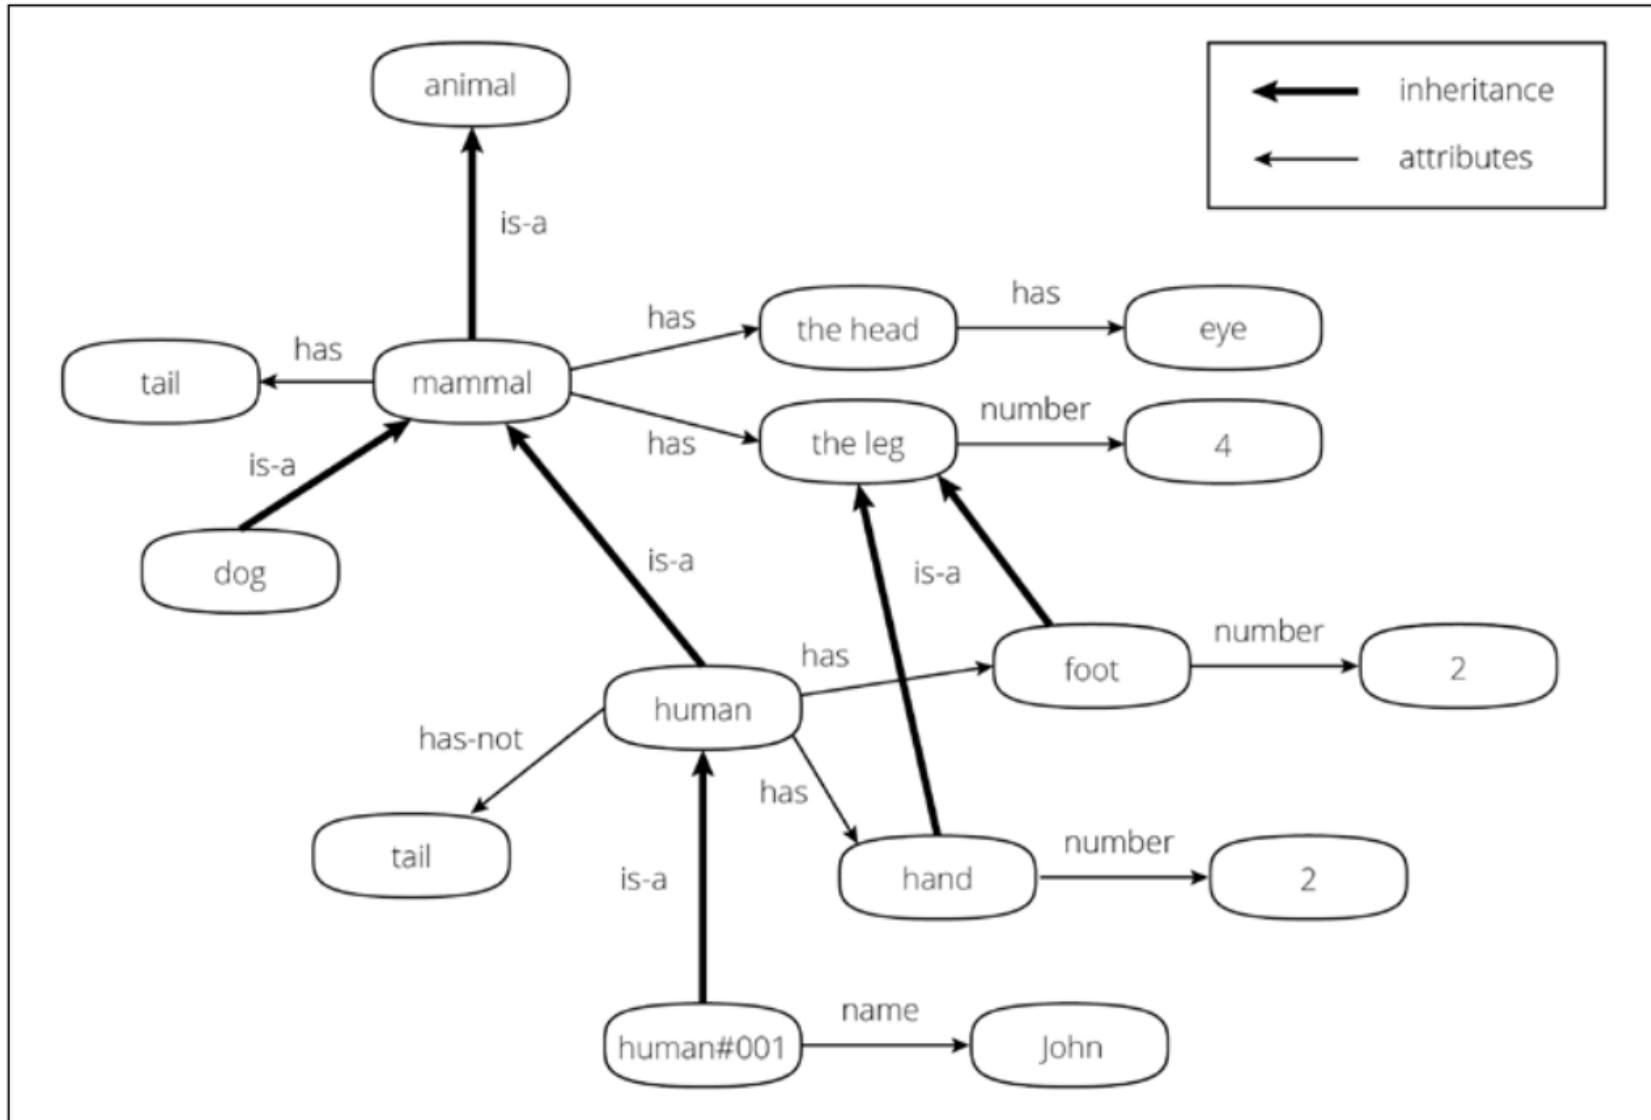 animal
inheritance
attributes
is-a
has
the head
has
eye
has
tail
mammal
has
the leg
number
4
is-a
dog
is-a
is-a
has
foot
number
2
human
has-not
has
tail
is-a
hand
number
2
human#001
name
John